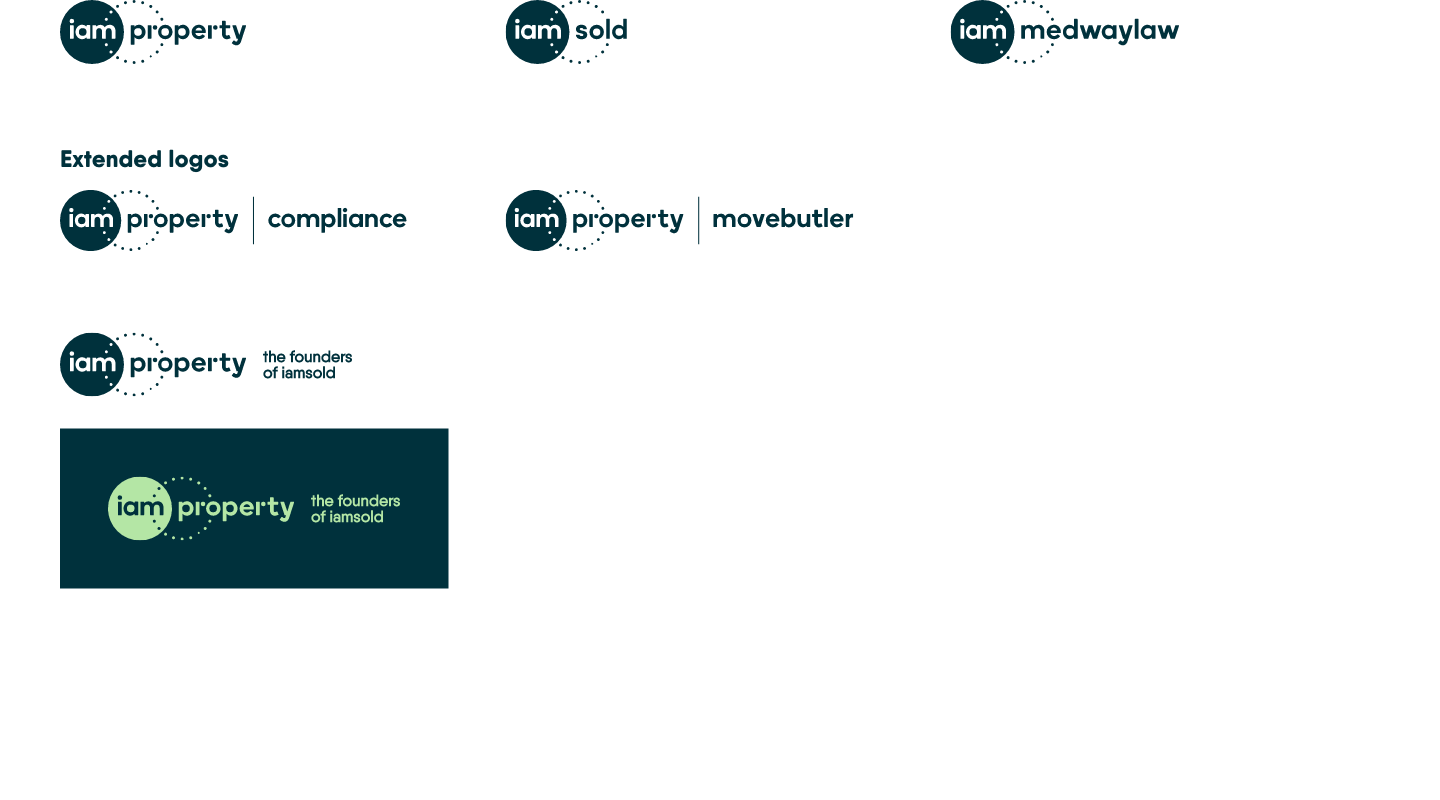 iam property
iam sold
iam medwaylaw
Extended logos
iam property | compliance
iam property | movebutler
iam property
the founders
of iamsold
iam property
the founders
of iamsold